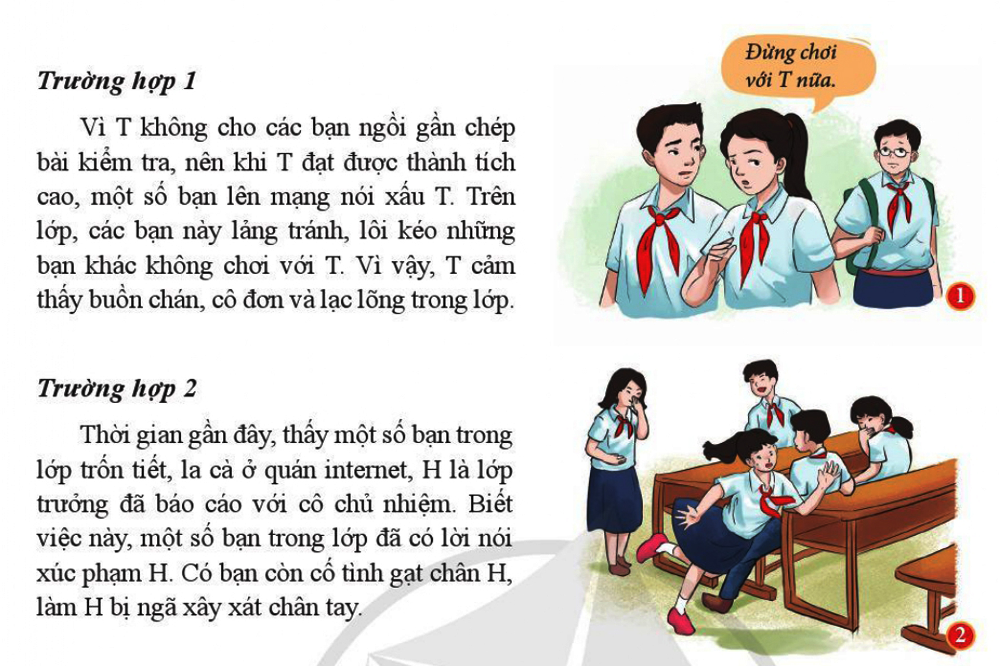 Đừng chơi
với T nữa.
Trường hợp 1
Vì T không cho các bạn ngồi gần chép
bài kiểm tra, nên khi T đạt được thành tích
cao, một số bạn lên mạng nói xấu T. Trên
lớp, các bạn này lảng tránh, lôi kéo những
bạn khác không chơi với T. Vì vậy, T cảm
thấy buồn chán, cô đơn và lạc lõng trong lớp.
1
Trường hợp 2
Thời gian gần đây, thấy một số bạn trong
lớp trốn tiết, la cà ở quán internet, H là lớp
trưởng đã báo cáo với cô chủ nhiệm. Biết
việc này, một số bạn trong lớp đã có lời nói
xúc phạm H. Có bạn còn cố tình gạt chân H,
làm H bị ngã xây xát chân tay.
2